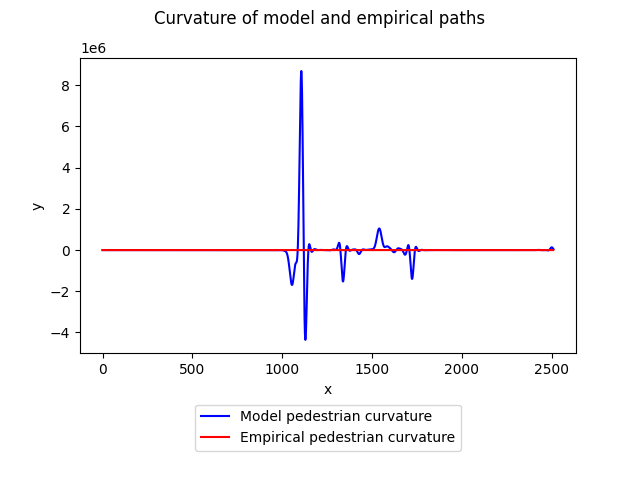 Curvature of model and empirical paths
1e6
8
6
4
2
0
−2
−4
y
0 500 1000 1500 2000 2500
x
Model pedestrian curvature
Empirical pedestrian curvature